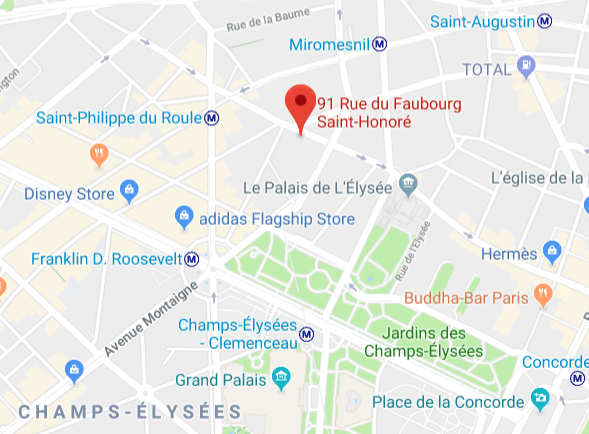 Rue de la Baume
Saint-Augustin M
Miromesnil M
TOTAL
91 Rue du Faubourg
Saint-Honoré
Saint-Philippe du Roule M
Le Palais de L'Élysée
L'église de la
Disney Store
adidas Flagship Store
Rue de l'Elysée
Hermès
Franklin D. Roosevelt M
Buddha-Bar Paris
Avenue Montaigne
Champs-Élysées
- Clemenceau M
Jardins des
Champs-Élysées
Concorde
M
Grand Palais
Place de la Concorde
CHAMPS-ÉLYSÉES